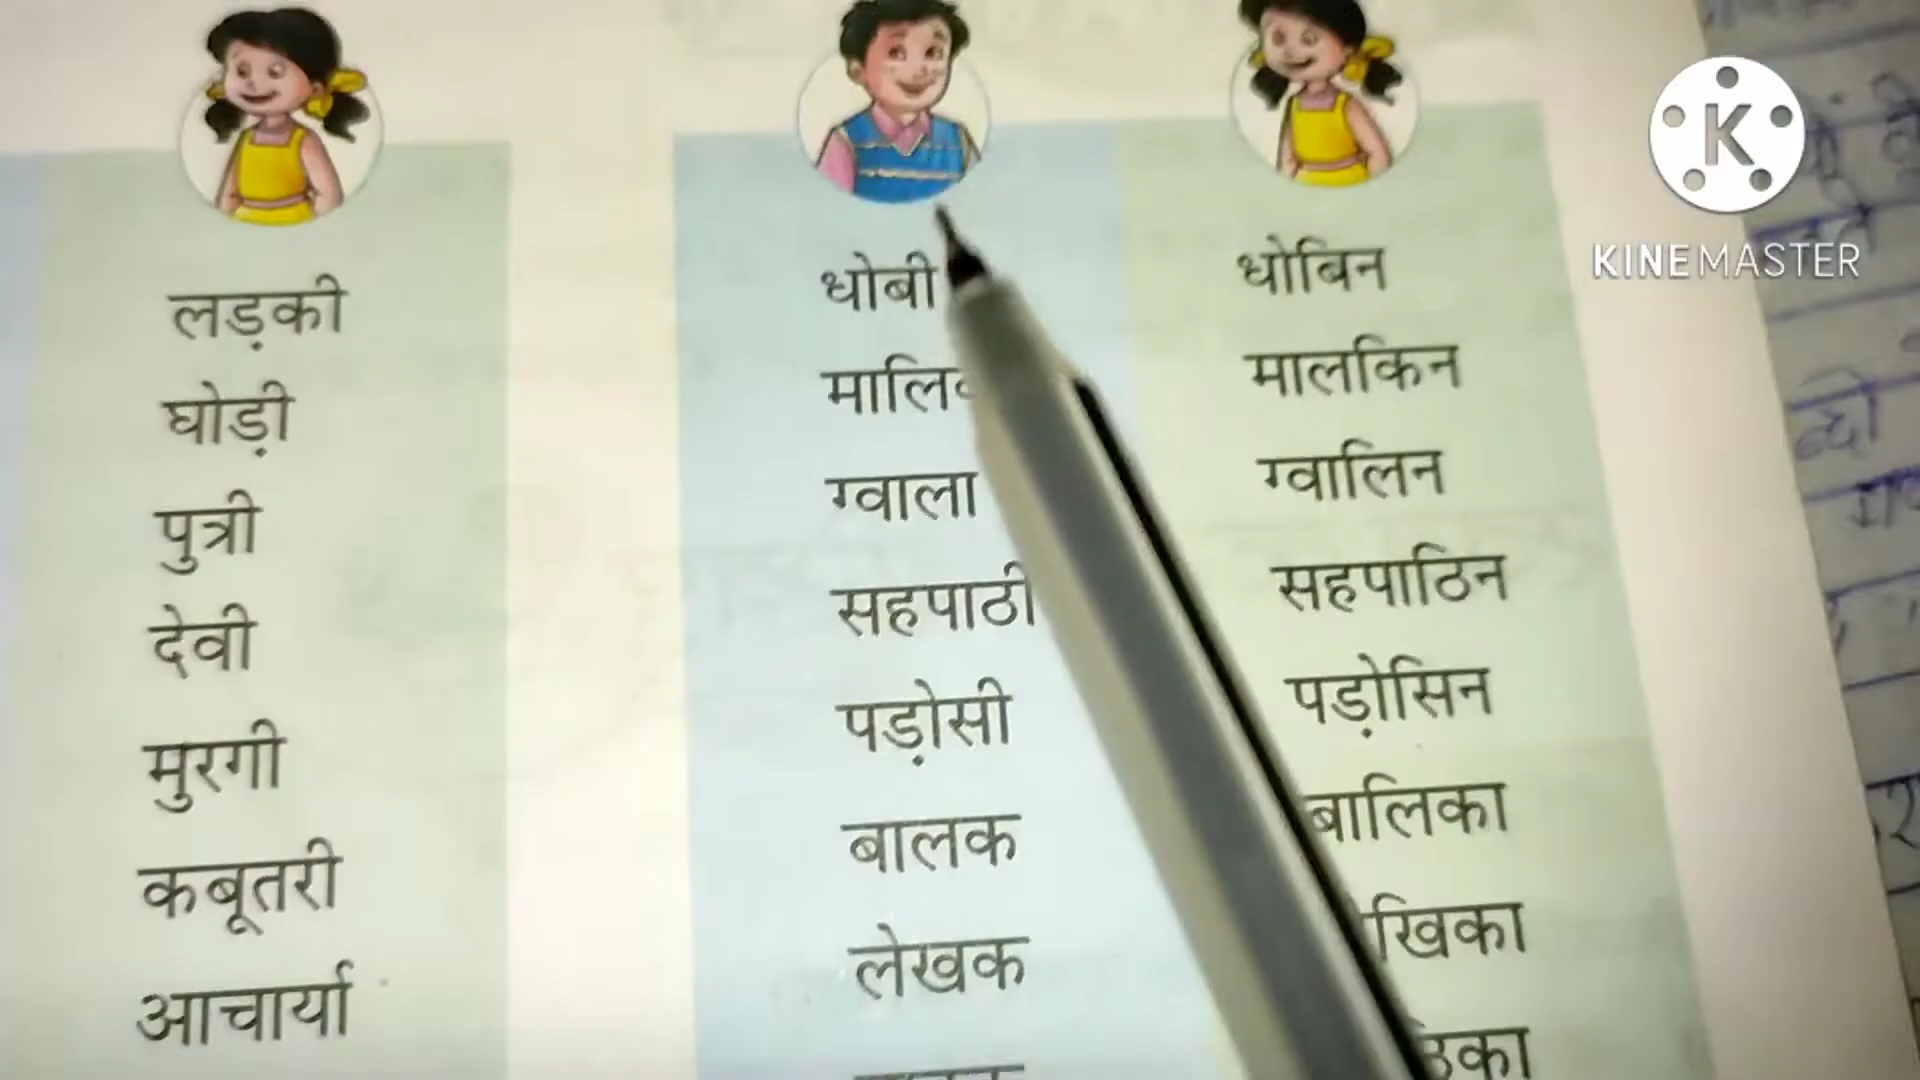 KINEMASTER
लड़की
घोड़ी
पुत्री
देवी
मुरगी
कबूतरी
आचार्या
धोबी धोबिन
मालकिन
ग्वाला ग्वालिन
सहपाठी सहपाठिन
पड़ोसी पड़ोसिन
बालक बालिका
लेखक